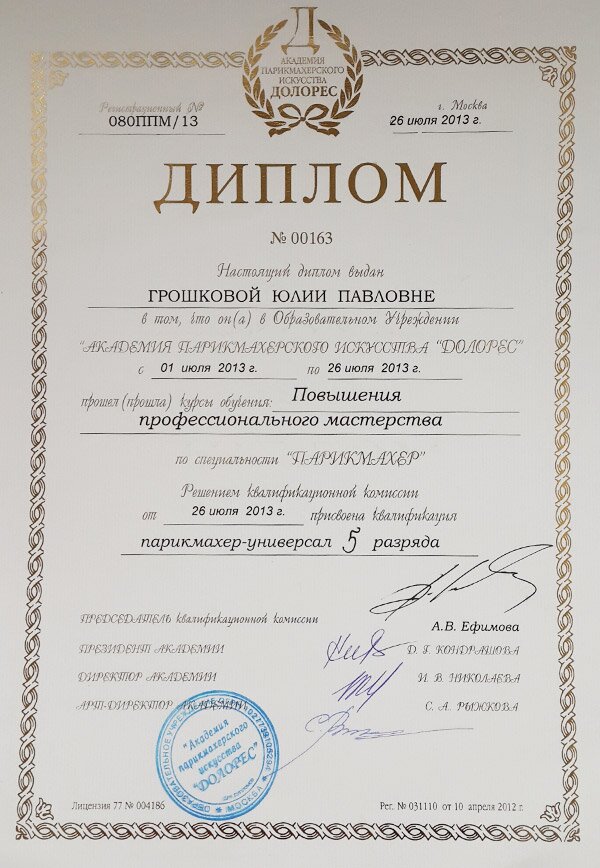 Д
АКАДЕМИЯ
ПАРИКМАХЕРСКОГО
ИСКУССТВА
ДОЛОРЕС
Регистрационный №
080ППМ/13
г. Москва
26 июля 2013 г.
ДИПЛОМ
№ 00163
Настоящий диплом выдан
ГРОШКОВОЙ ЮЛИИ ПАВЛОВНЕ
в том, что он(а) в Образовательном Учреждении
"АКАДЕМИЯ ПАРИКМАХЕРСКОГО ИСКУССТВА "ДОЛОРЕС"
с 01 июля 2013 г. по 26 июля 2013 г.
прошел (прошла) курсы обучения: Повышения
профессионального мастерства
по специальности "ПАРИКМАХЕР"
Решением квалификационной комиссии
от 26 июля 2013 г. присвоена квалификация
парикмахер-универсал 5 разряда
ПРЕДСЕДАТЕЛЬ квалификационной комиссии
А.В. Ефимова
ПРЕЗИДЕНТ АКАДЕМИИ Д. Г. КОНДРАШОВА
ДИРЕКТОР АКАДЕМИИ И. В. НИКОЛАЕВА
АРТ-ДИРЕКТОР АКАДЕМИИ С. А. РЫЖКОВА
"Академия
парикмахерского
искусства
"ДОЛОРЕС"
МОСКВА
Лицензия 77 № 004186
Рег. № 031110 от 10 апреля 2012 г.